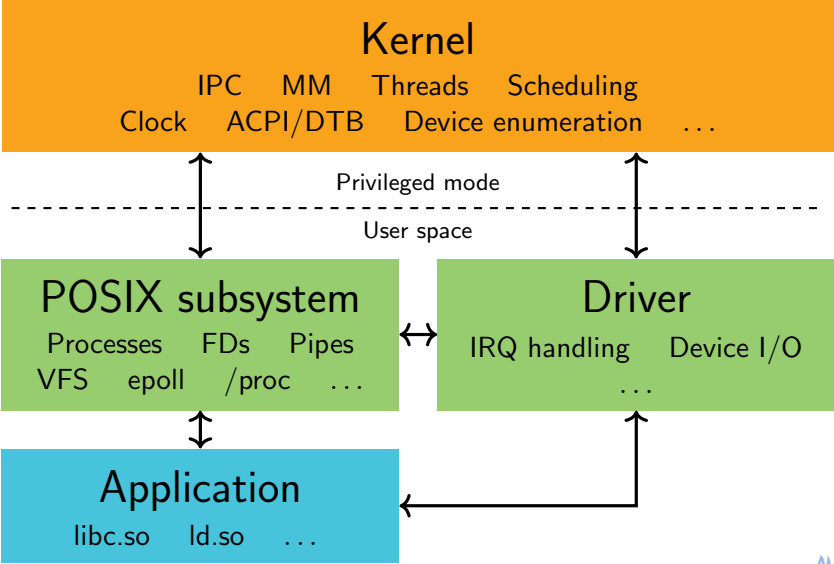 Kernel
IPC MM Threads Scheduling
Clock ACPI/DTB Device enumeration ...
Privileged mode
User space
POSIX subsystem
Processes FDs Pipes
VFS epoll /proc ...
Driver
IRQ handling Device I/O
...
Application
libc.so ld.so ...